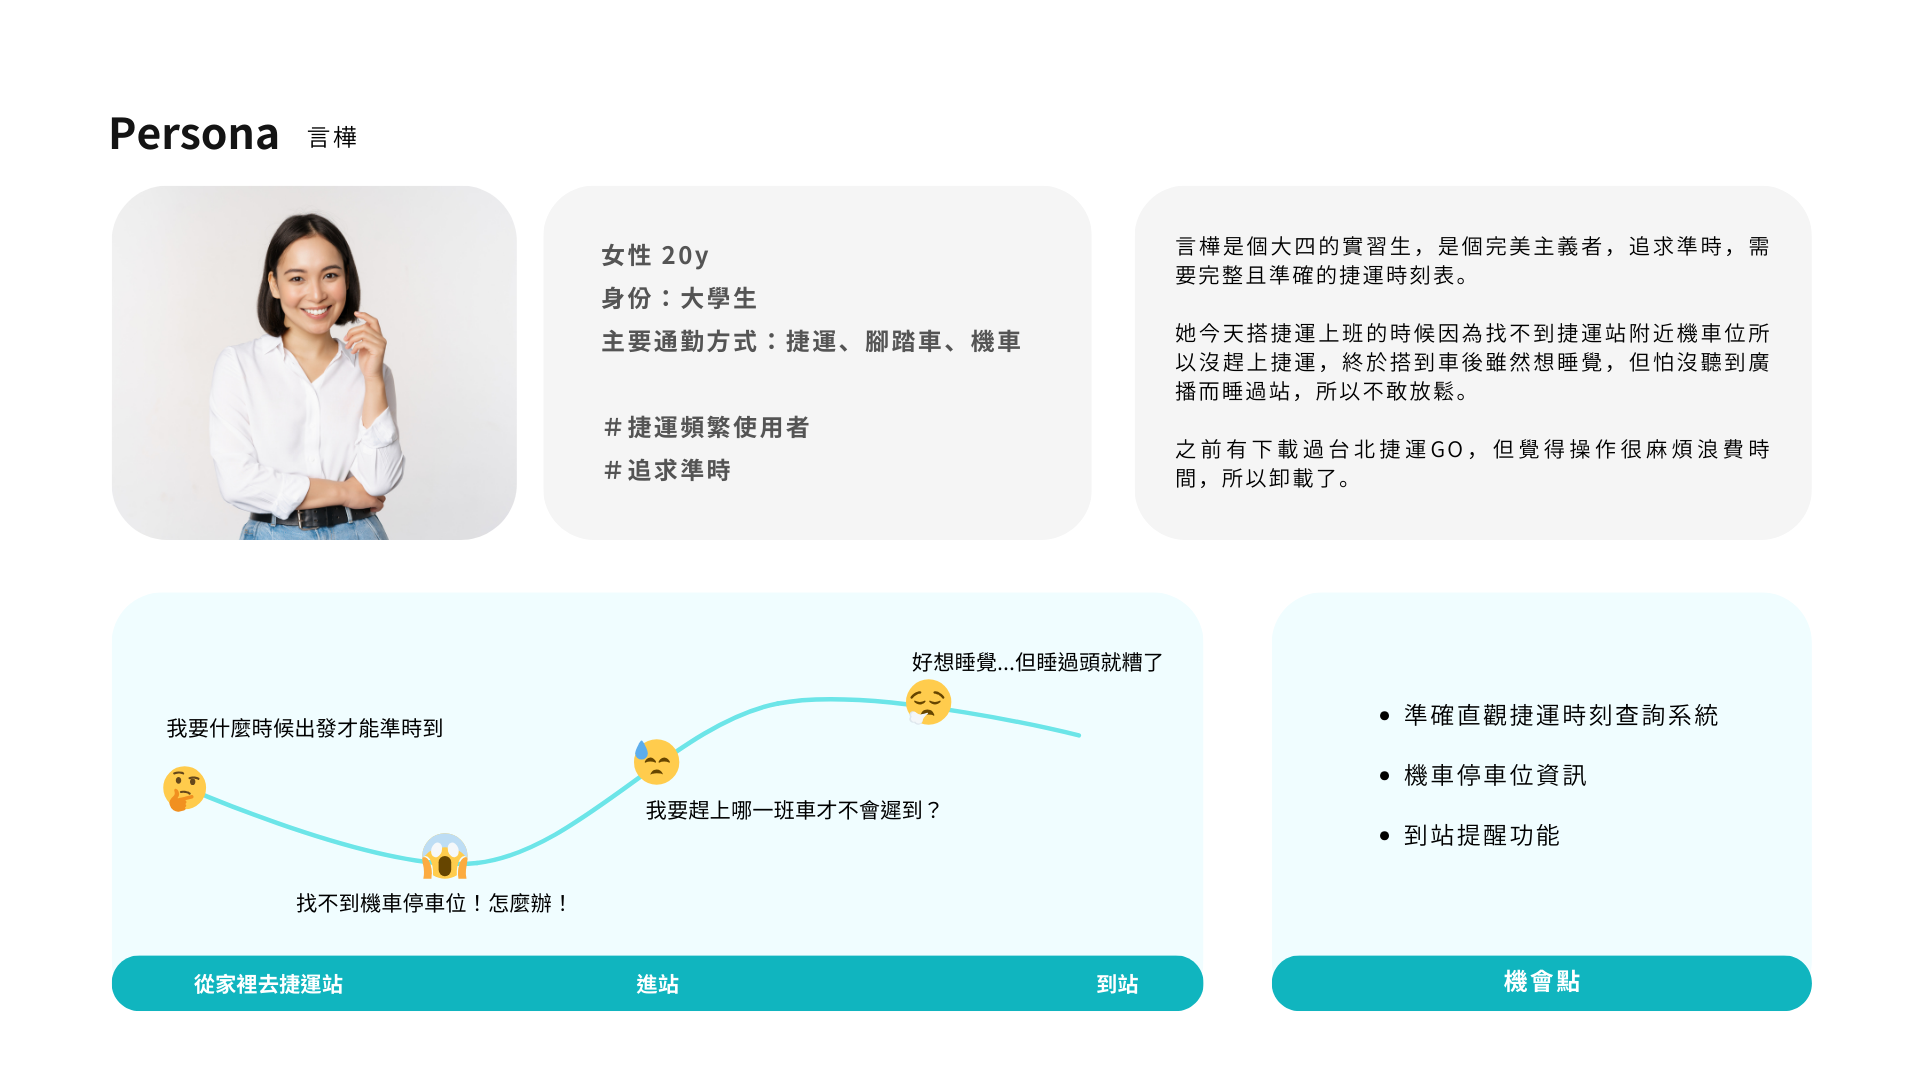 Persona 言樺
女性 20y
身份：大學生
主要通勤方式：捷運、腳踏車、機車
＃捷運頻繁使用者
＃追求準時
言樺是個大四的實習生，是個完美主義者，追求準時，需
要完整且準確的捷運時刻表。
她今天搭捷運上班的時候因為找不到捷運站附近機車位所
以沒趕上捷運，終於搭到車後雖然想睡覺，但怕沒聽到廣
播而睡過站，所以不敢放鬆。
之前有下載過台北捷運GO，但覺得操作很麻煩浪費時
間，所以卸載了。
我要什麼時候出發才能準時到
找不到機車停車位！怎麼辦！
我要趕上哪一班車才不會遲到？
好想睡覺...但睡過頭就糟了
從家裡去捷運站
進站
到站
準確直觀捷運時刻查詢系統
機車停車位資訊
到站提醒功能
機會點